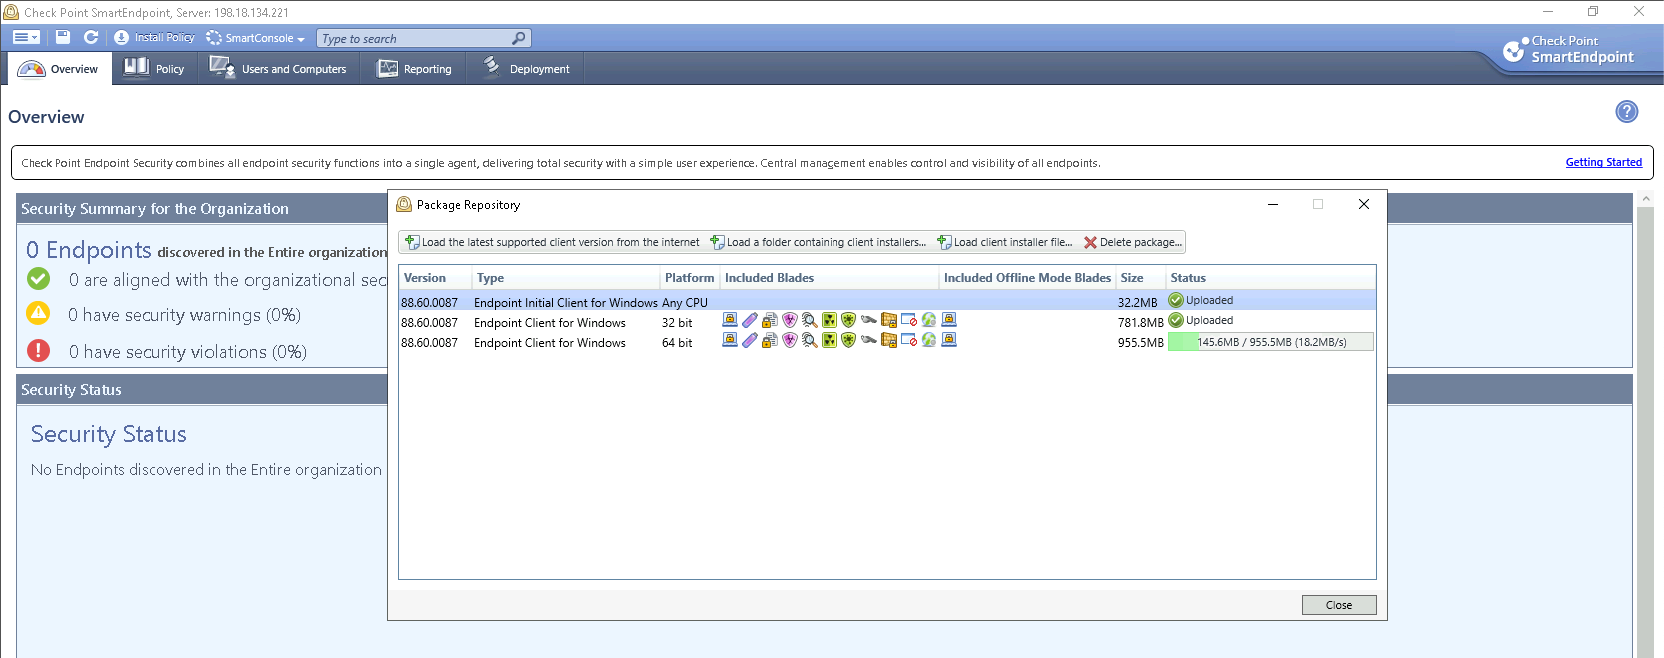 Check Point SmartEndpoint, Server: 198.18.134.221
Install Policy SmartConsole Type to search
Check Point
SmartEndpoint
Overview Policy Users and Computers Reporting Deployment
Overview
Check Point Endpoint Security combines all endpoint security functions into a single agent, delivering total security with a simple user experience. Central management enables control and visibility of all endpoints. Getting Started
Security Summary for the Organization
0 Endpoints discovered in the Entire organization
0 are aligned with the organizational sec
0 have security warnings (0%)
0 have security violations (0%)
Security Status
Security Status
No Endpoints discovered in the Entire organization
Package Repository
Load the latest supported client version from the internet Load a folder containing client installers... Load client installer file... Delete package...
Version Type Platform Included Blades Included Offline Mode Blades Size Status
88.60.0087 Endpoint Initial Client for Windows Any CPU 32.2MB Uploaded
88.60.0087 Endpoint Client for Windows 32 bit 781.8MB Uploaded
88.60.0087 Endpoint Client for Windows 64 bit 955.5MB 145.6MB / 955.5MB (18.2MB/s)
Close